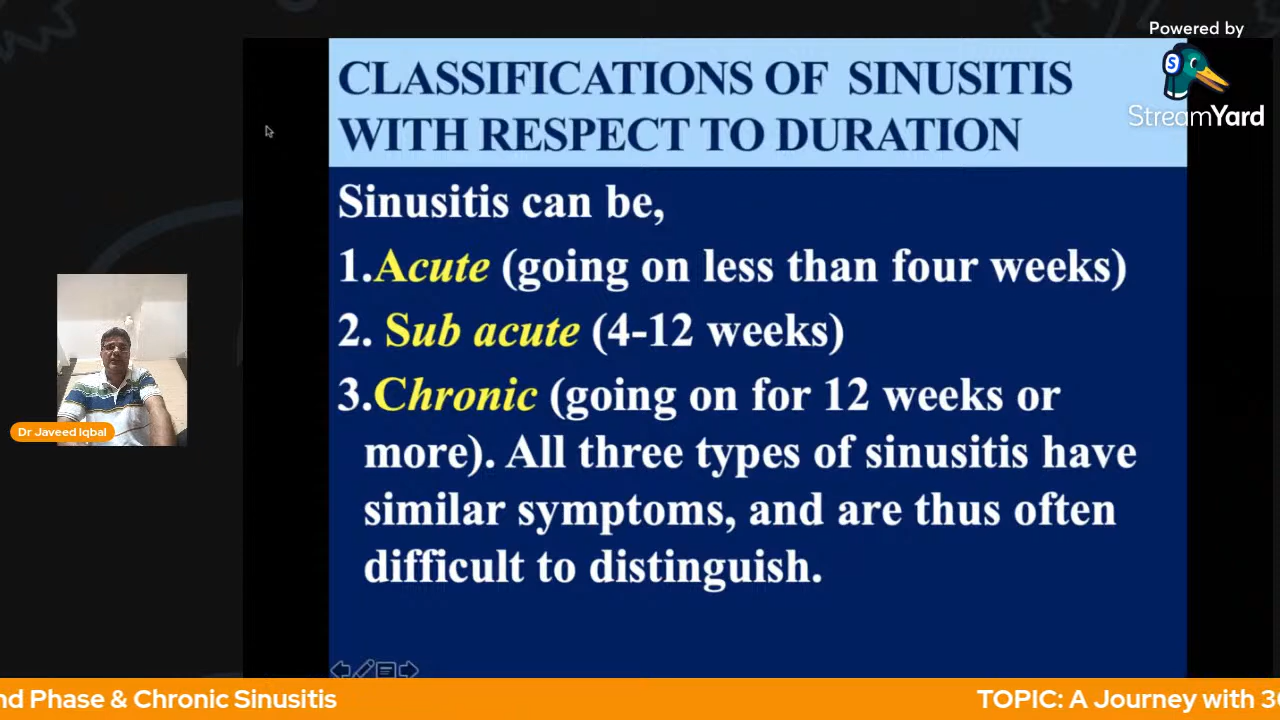 Powered by
StreamYard
CLASSIFICATIONS OF SINUSITIS
WITH RESPECT TO DURATION
Sinusitis can be,
1.Acute (going on less than four weeks)
2. Sub acute (4-12 weeks)
3.Chronic (going on for 12 weeks or
more). All three types of sinusitis have
similar symptoms, and are thus often
difficult to distinguish.
Dr Javeed Iqbal
nd Phase & Chronic Sinusitis
TOPIC: A Journey with 30